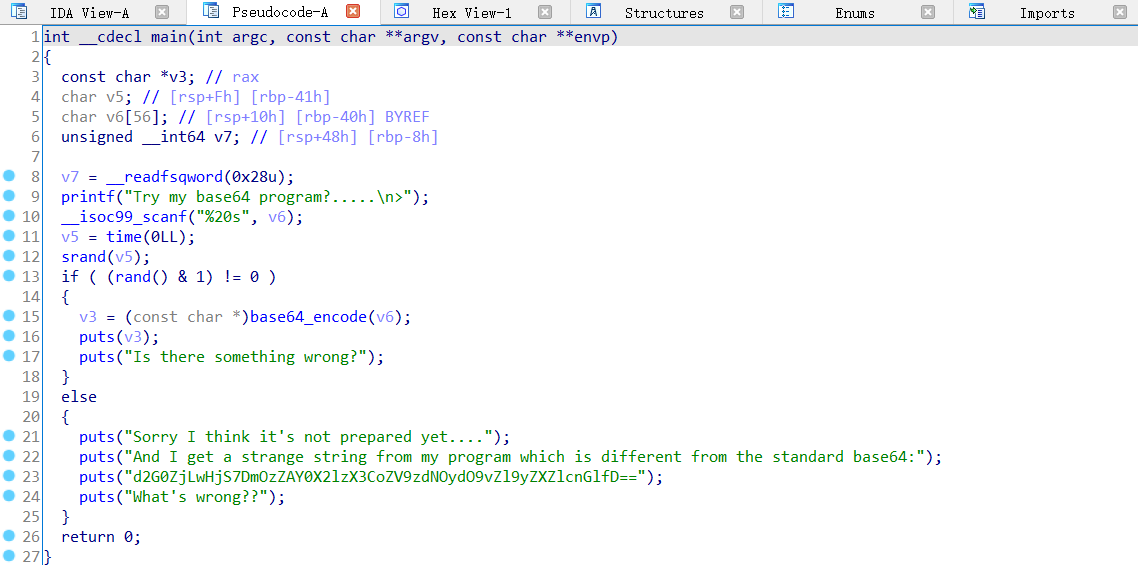 IDA View-A Pseudocode-A Hex View-1 Structures Enums Imports
1 int __cdecl main(int argc, const char **argv, const char **envp)
2 {
3 const char *v3; // rax
4 char v5; // [rsp+Fh] [rbp-41h]
5 char v6[56]; // [rsp+10h] [rbp-40h] BYREF
6 unsigned __int64 v7; // [rsp+48h] [rbp-8h]
7
8 v7 = __readfsqword(0x28u);
9 printf("Try my base64 program?.....\n>");
10 __isoc99_scanf("%20s", v6);
11 v5 = time(0LL);
12 srand(v5);
13 if ( (rand() & 1) != 0 )
14 {
15 v3 = (const char *)base64_encode(v6);
16 puts(v3);
17 puts("Is there something wrong?");
18 }
19 else
20 {
21 puts("Sorry I think it's not prepared yet....");
22 puts("And I get a strange string from my program which is different from the standard base64:");
23 puts("d2G0ZjLwHjS7DmOzZAY0X2lzX3CoZV9zdNOydO9vZl9yZXZlcnGlfD==");
24 puts("What's wrong??");
25 }
26 return 0;
27 }